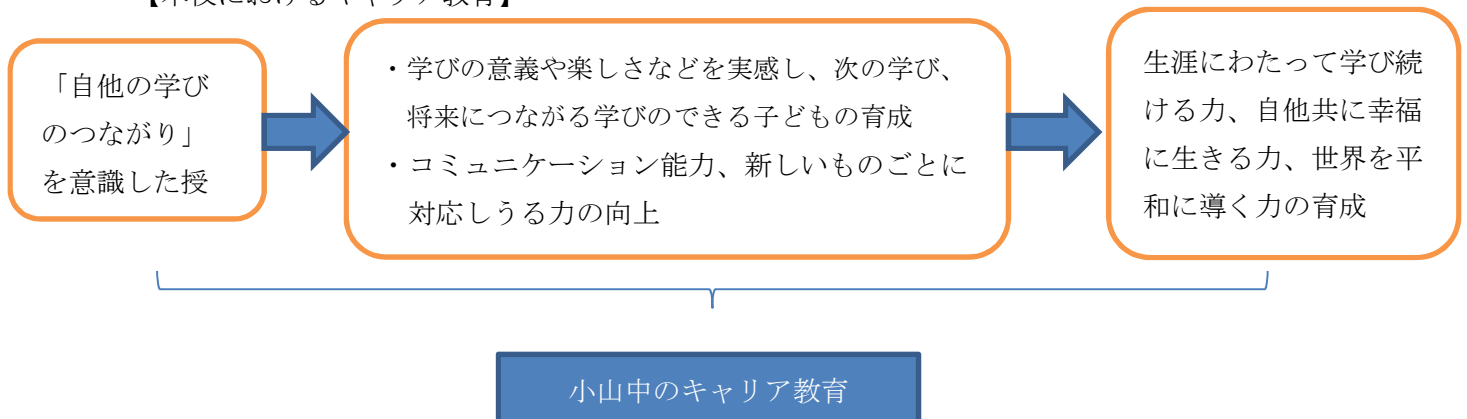 「自他の学び
のつながり」
を意識した授
・学びの意義や楽しさなどを実感し、次の学び、
将来につながる学びのできる子どもの育成
・コミュニケーション能力、新しいものごとに
対応しうる力の向上
生涯にわたって学び続
ける力、自他共に幸福
に生きる力、世界を平
和に導く力の育成
小山中のキャリア教育